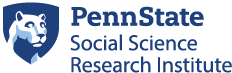 PennState
Social Science
Research Institute